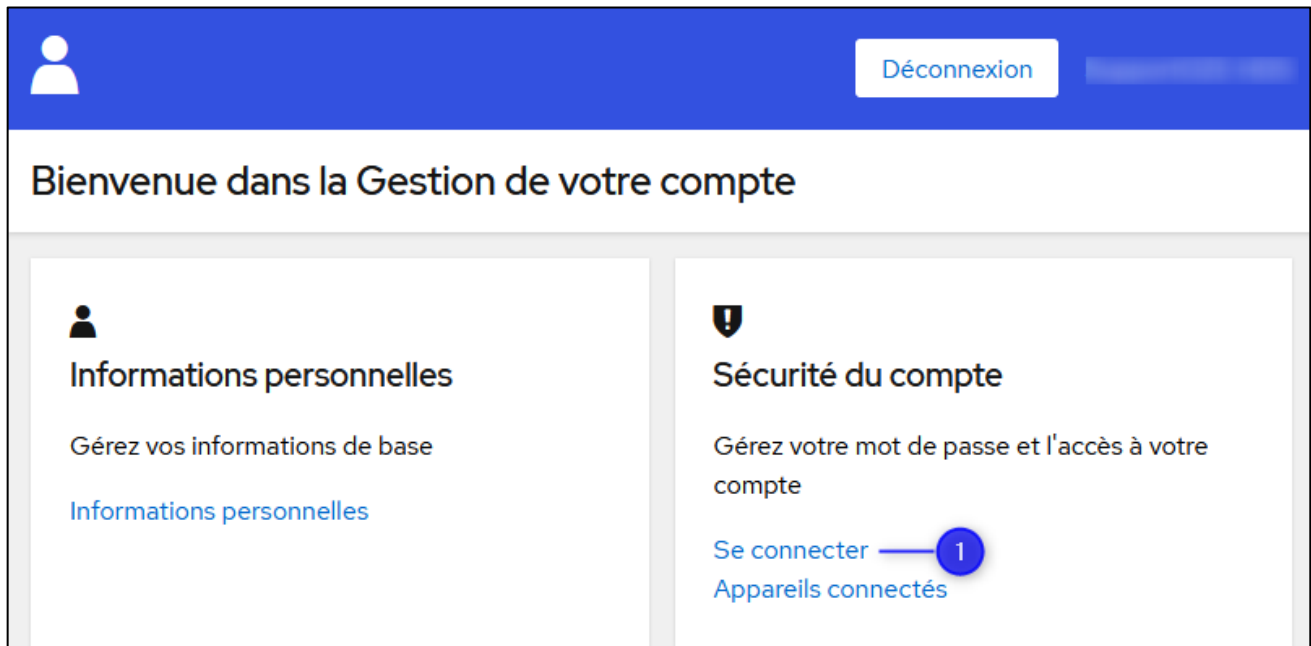 Déconnexion
Bienvenue dans la Gestion de votre compte
Informations personnelles
Gérez vos informations de base
Informations personnelles
Sécurité du compte
Gérez votre mot de passe et l'accès à votre
compte
Se connecter 1
Appareils connectés